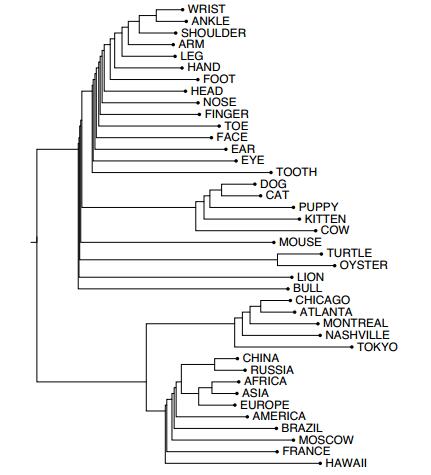 WRIST
ANKLE
SHOULDER
ARM
LEG
HAND
FOOT
HEAD
NOSE
FINGER
TOE
FACE
EAR
EYE
TOOTH
DOG
CAT
PUPPY
KITTEN
COW
MOUSE
TURTLE
OYSTER
LION
BULL
CHICAGO
ATLANTA
MONTREAL
NASHVILLE
TOKYO
CHINA
RUSSIA
AFRICA
ASIA
EUROPE
AMERICA
BRAZIL
MOSCOW
FRANCE
HAWAII